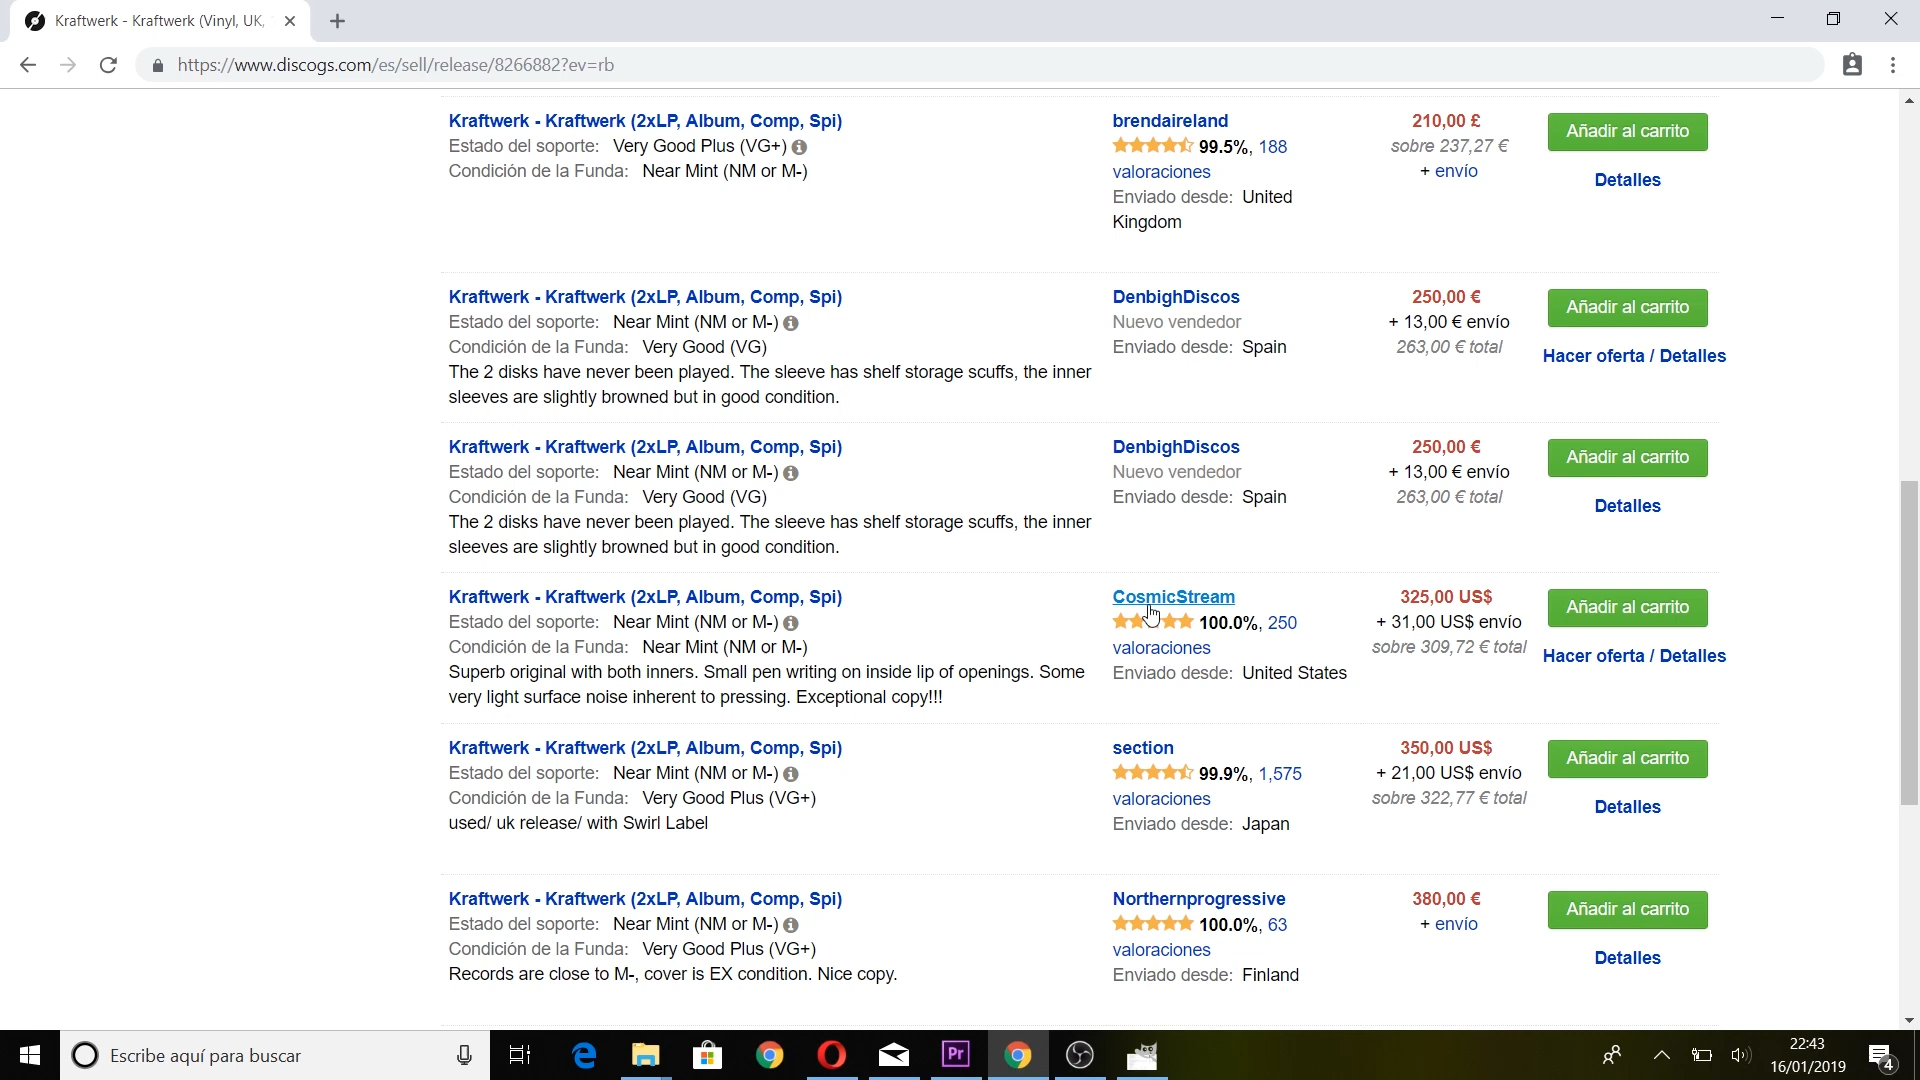 Kraftwerk - Kraftwerk (Vinyl, UK,
https://www.discogs.com/es/sell/release/8266882?ev=rb
Kraftwerk - Kraftwerk (2xLP, Album, Comp, Spi)
Estado del soporte: Very Good Plus (VG+)
Condición de la Funda: Near Mint (NM or M-)
brendaireland
99.5%, 188
valoraciones
Enviado desde: United
Kingdom
210,00 £
sobre 237,27 €
+ envío
Añadir al carrito
Detalles
Kraftwerk - Kraftwerk (2xLP, Album, Comp, Spi)
Estado del soporte: Near Mint (NM or M-)
Condición de la Funda: Very Good (VG)
The 2 disks have never been played. The sleeve has shelf storage scuffs, the inner
sleeves are slightly browned but in good condition.
DenbighDiscos
Nuevo vendedor
Enviado desde: Spain
250,00 €
+ 13,00 € envío
263,00 € total
Añadir al carrito
Hacer oferta / Detalles
Kraftwerk - Kraftwerk (2xLP, Album, Comp, Spi)
Estado del soporte: Near Mint (NM or M-)
Condición de la Funda: Very Good (VG)
The 2 disks have never been played. The sleeve has shelf storage scuffs, the inner
sleeves are slightly browned but in good condition.
DenbighDiscos
Nuevo vendedor
Enviado desde: Spain
250,00 €
+ 13,00 € envío
263,00 € total
Añadir al carrito
Detalles
Kraftwerk - Kraftwerk (2xLP, Album, Comp, Spi)
Estado del soporte: Near Mint (NM or M-)
Condición de la Funda: Near Mint (NM or M-)
Superb original with both inners. Small pen writing on inside lip of openings. Some
very light surface noise inherent to pressing. Exceptional copy!!!
CosmicStream
100.0%, 250
valoraciones
Enviado desde: United States
325,00 US$
+ 31,00 US$ envío
sobre 309,72 € total
Añadir al carrito
Hacer oferta / Detalles
Kraftwerk - Kraftwerk (2xLP, Album, Comp, Spi)
Estado del soporte: Near Mint (NM or M-)
Condición de la Funda: Very Good Plus (VG+)
used/ uk release/ with Swirl Label
section
99.9%, 1,575
valoraciones
Enviado desde: Japan
350,00 US$
+ 21,00 US$ envío
sobre 322,77 € total
Añadir al carrito
Detalles
Kraftwerk - Kraftwerk (2xLP, Album, Comp, Spi)
Estado del soporte: Near Mint (NM or M-)
Condición de la Funda: Very Good Plus (VG+)
Records are close to M-, cover is EX condition. Nice copy.
Northernprogressive
100.0%, 63
valoraciones
Enviado desde: Finland
380,00 €
+ envío
Añadir al carrito
Detalles
Escribe aquí para buscar
Pr
22:43
16/01/2019
4